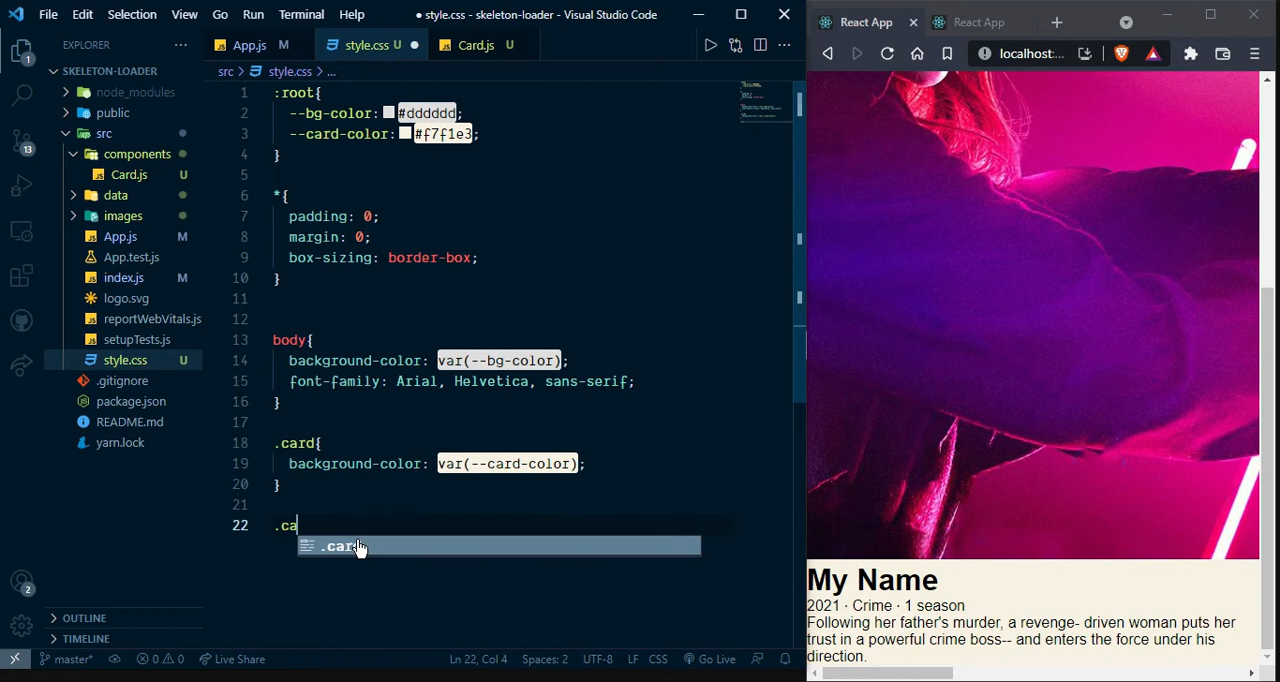 File Edit Selection View Go Run Terminal Help
● style.css - skeleton-loader - Visual Studio Code
EXPLORER
SKELETON-LOADER
node_modules
public
src
components
Card.js U
data
images
App.js M
App.test.js
index.js M
logo.svg
reportWebVitals.js
setupTests.js
style.css U
.gitignore
package.json
README.md
yarn.lock
OUTLINE
TIMELINE
1
13
2
App.js M
style.css U
Card.js U
src > style.css > ...
1 :root{
2 --bg-color: #dddddd;
3 --card-color: #f7f1e3;
4 }
5
6 *{
7 padding: 0;
8 margin: 0;
9 box-sizing: border-box;
10 }
11
12
13 body{
14 background-color: var(--bg-color);
15 font-family: Arial, Helvetica, sans-serif;
16 }
17
18 .card{
19 background-color: var(--card-color);
20 }
21
22 .ca
master* 0 0 Live Share
Ln 22, Col 4 Spaces: 2 UTF-8 LF CSS Go Live
React App
React App
localhost:...
My Name
2021 · Crime · 1 season
Following her father's murder, a revenge- driven woman puts her
trust in a powerful crime boss-- and enters the force under his
direction.